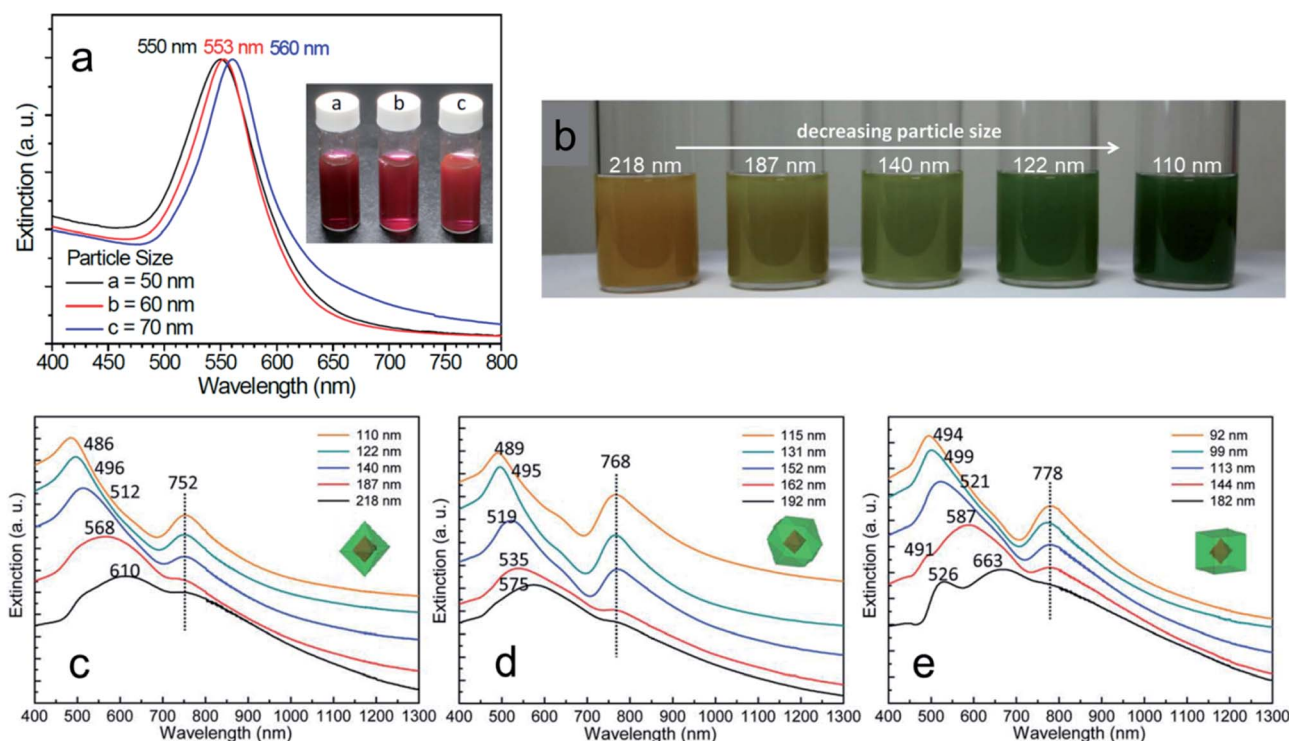 a
550 nm 553 nm 560 nm
a b c
Particle Size
a = 50 nm
b = 60 nm
c = 70 nm
Extinction (a. u.)
400 450 500 550 600 650 700 750 800
Wavelength (nm)
b
decreasing particle size
218 nm 187 nm 140 nm 122 nm 110 nm
486
496
512
568
610
752
110 nm
122 nm
140 nm
187 nm
218 nm
Extinction (a. u.)
c
400 500 600 700 800 900 1000 1100 1200 1300
Wavelength (nm)
489
495
519
535
575
768
115 nm
131 nm
152 nm
162 nm
192 nm
Extinction (a. u.)
d
400 500 600 700 800 900 1000 1100 1200 1300
Wavelength (nm)
494
499
521
587
491
526
663
778
92 nm
99 nm
113 nm
144 nm
182 nm
Extinction (a. u.)
e
400 500 600 700 800 900 1000 1100 1200 1300
Wavelength (nm)